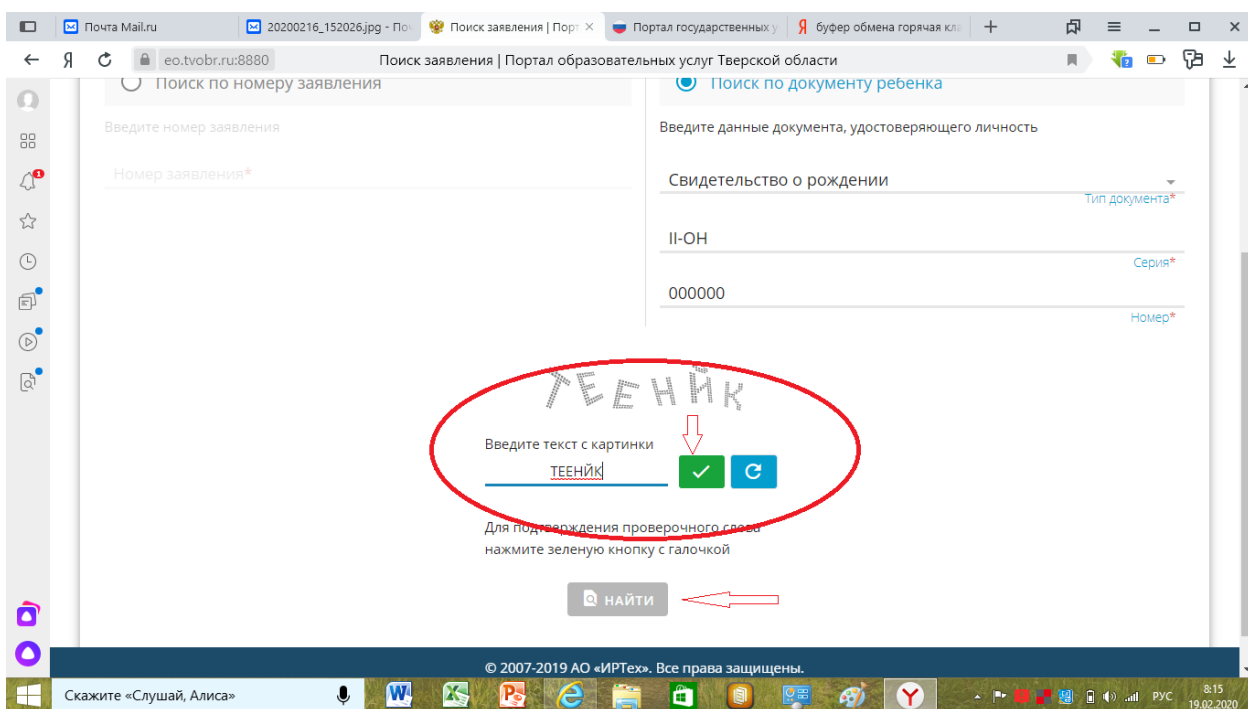 Почта Mail.ru
20200216_152026.jpg - Поч
Поиск заявления | Порт
Портал государственных у
буфер обмена горячая кла
Я
eo.tvobr.ru:8880
Поиск заявления | Портал образовательных услуг Тверской области
Поиск по номеру заявления
Поиск по документу ребенка
Введите номер заявления
Введите данные документа, удостоверяющего личность
Номер заявления*
Свидетельство о рождении
Тип документа*
II-ОН
Серия*
000000
Номер*
ТЕЕНЙК
Введите текст с картинки
ТЕЕНЙК
Для подтверждения проверочного слова
нажмите зеленую кнопку с галочкой
НАЙТИ
© 2007-2019 АО «ИРТех». Все права защищены.
Скажите «Слушай, Алиса»
РУС
8:15
19.02.2020